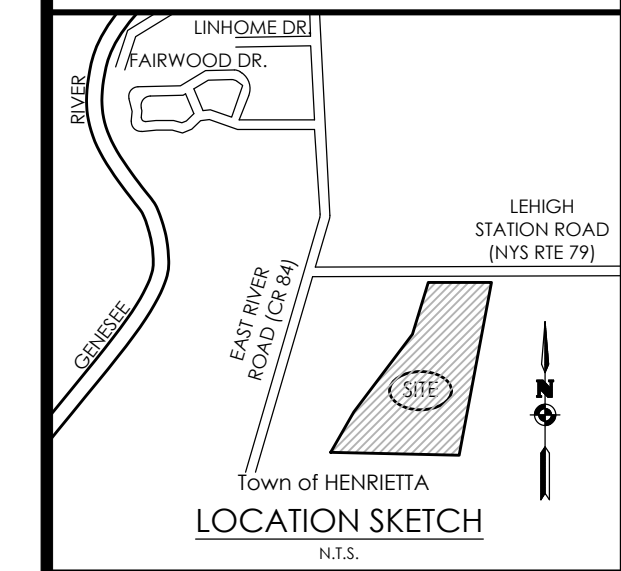 LINHOME DR.
FAIRWOOD DR.
RIVER
LEHIGH
STATION ROAD
(NYS RTE 79)
EAST RIVER
ROAD (CR 84)
GENESEE
SITE
N
Town of HENRIETTA
LOCATION SKETCH
N.T.S.